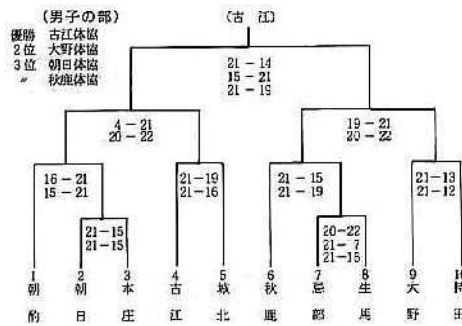 (男子の部)
優勝 古江体協
2位 大野体協
3位 朝日体協
〃 秋鹿体協
(古江)
21-14
15-21
21-19
4-21
20-22
19-21
20-22
16-21
15-21
21-19
21-16
21-15
21-19
21-13
21-12
21-15
21-15
20-22
21-7
21-15
1 2 3 4 5 6 7 8 9 10
朝酌
朝日
本庄
古江
城北
秋鹿
忌部
生馬
大野
持田